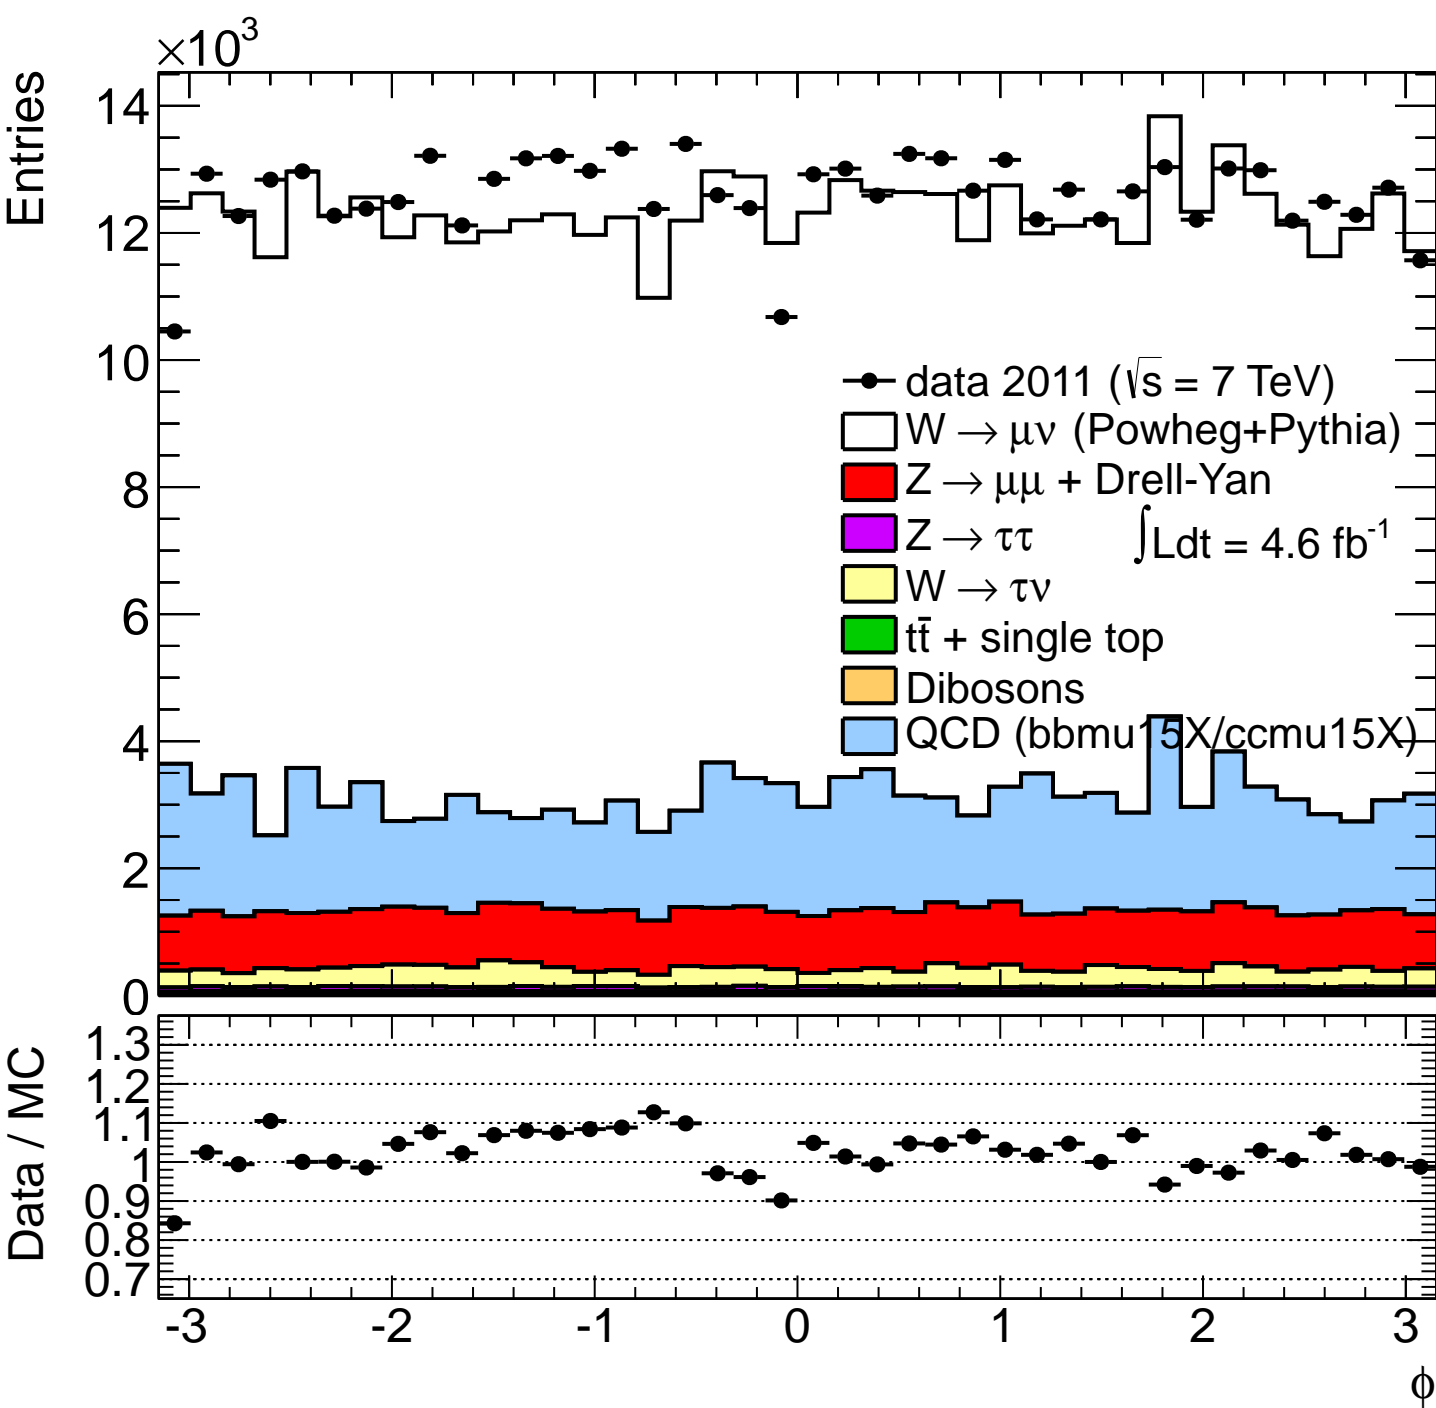 ×10³
Entries
14
12
10
8
6
4
2
0
data 2011 (√s = 7 TeV)
W → μν (Powheg+Pythia)
Z → μμ + Drell-Yan
Z → ττ
∫Ldt = 4.6 fb⁻¹
W → τν
tt̄ + single top
Dibosons
QCD (bbmu15X/ccmu15X)
Data / MC
1.3
1.2
1.1
1
0.9
0.8
0.7
-3 -2 -1 0 1 2 3
ϕ